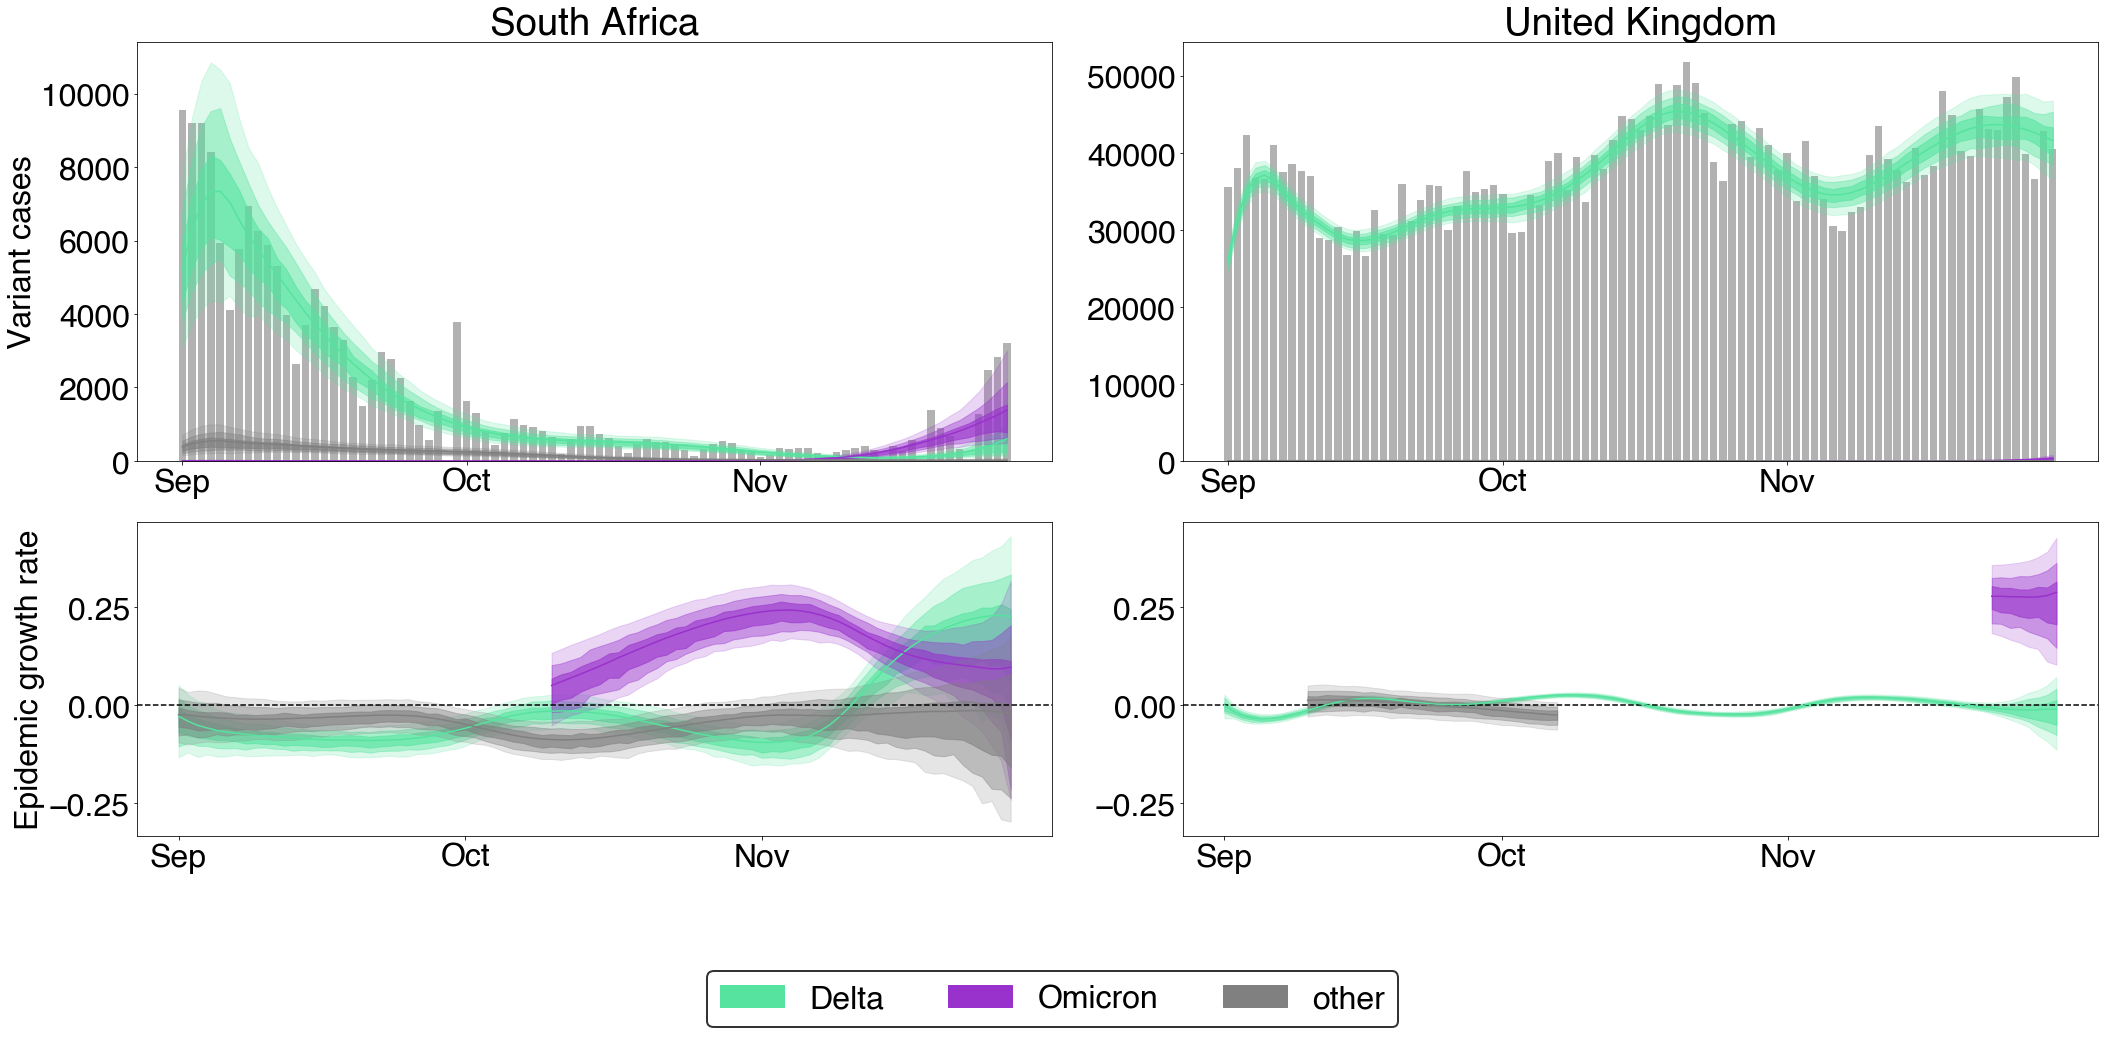 South Africa
United Kingdom
Variant cases
10000
8000
6000
4000
2000
0
Sep Oct Nov
50000
40000
30000
20000
10000
0
Sep Oct Nov
Epidemic growth rate
0.25
0.00
−0.25
Sep Oct Nov
0.25
0.00
−0.25
Sep Oct Nov
Delta Omicron other